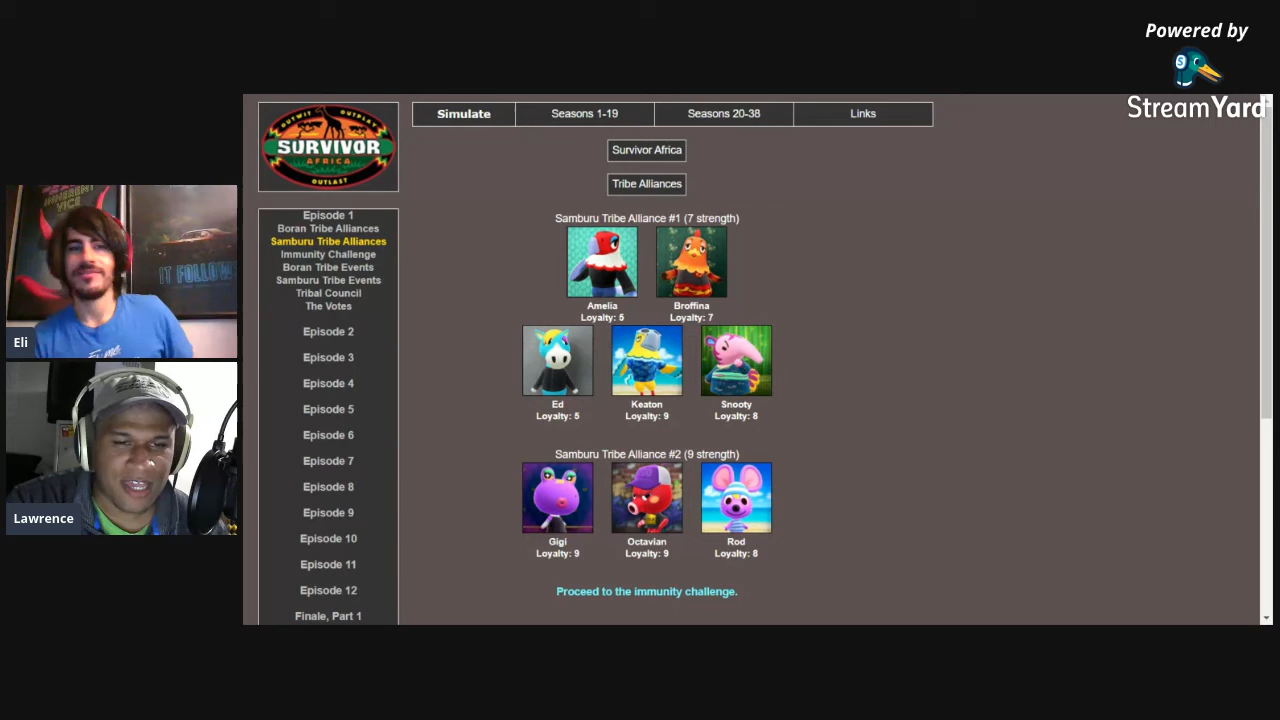 Powered by
StreamYard
Simulate
Seasons 1-19
Seasons 20-38
Links
OUTWIT OUTPLAY
SURVIVOR
AFRICA
OUTLAST
Survivor Africa
Tribe Alliances
Episode 1
Boran Tribe Alliances
Samburu Tribe Alliances
Immunity Challenge
Boran Tribe Events
Samburu Tribe Events
Tribal Council
The Votes
Episode 2
Episode 3
Episode 4
Episode 5
Episode 6
Episode 7
Episode 8
Episode 9
Episode 10
Episode 11
Episode 12
Finale, Part 1
Samburu Tribe Alliance #1 (7 strength)
Amelia
Loyalty: 5
Broffina
Loyalty: 7
Ed
Loyalty: 5
Keaton
Loyalty: 9
Snooty
Loyalty: 8
Samburu Tribe Alliance #2 (9 strength)
Gigi
Loyalty: 9
Octavian
Loyalty: 9
Rod
Loyalty: 8
Proceed to the immunity challenge.
INHERENT
VICE
IT FOLLOWS
Eli
Lawrence